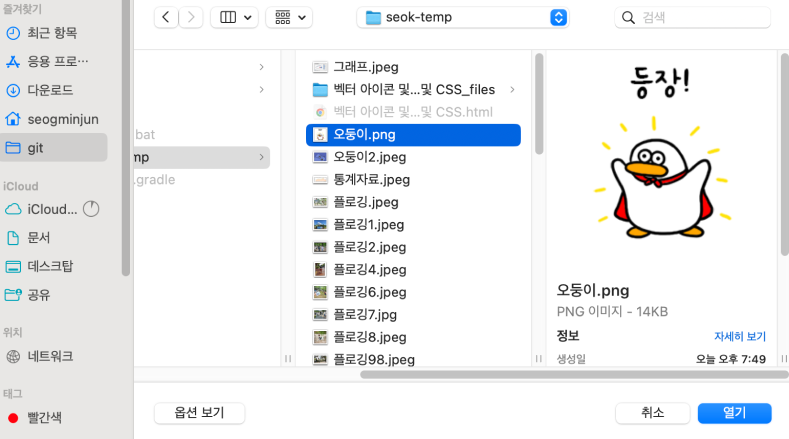 즐겨찾기
최근 항목
응용 프로…
다운로드
seogminjun
git
iCloud
iCloud…
문서
데스크탑
공유
위치
네트워크
태그
빨간색
seok-temp
검색
bat
mp
.gradle
그래프.jpeg
벡터 아이콘 및...및 CSS_files
벡터 아이콘 및...및 CSS.html
오둥이.png
오둥이2.jpeg
통계자료.jpeg
플로깅.jpeg
플로깅1.jpeg
플로깅2.jpeg
플로깅4.jpeg
플로깅6.jpeg
플로깅7.jpg
플로깅8.jpeg
플로깅98.jpeg
등장!
오둥이.png
PNG 이미지 - 14KB
정보 자세히 보기
생성일 오늘 오후 7:49
옵션 보기
취소
열기